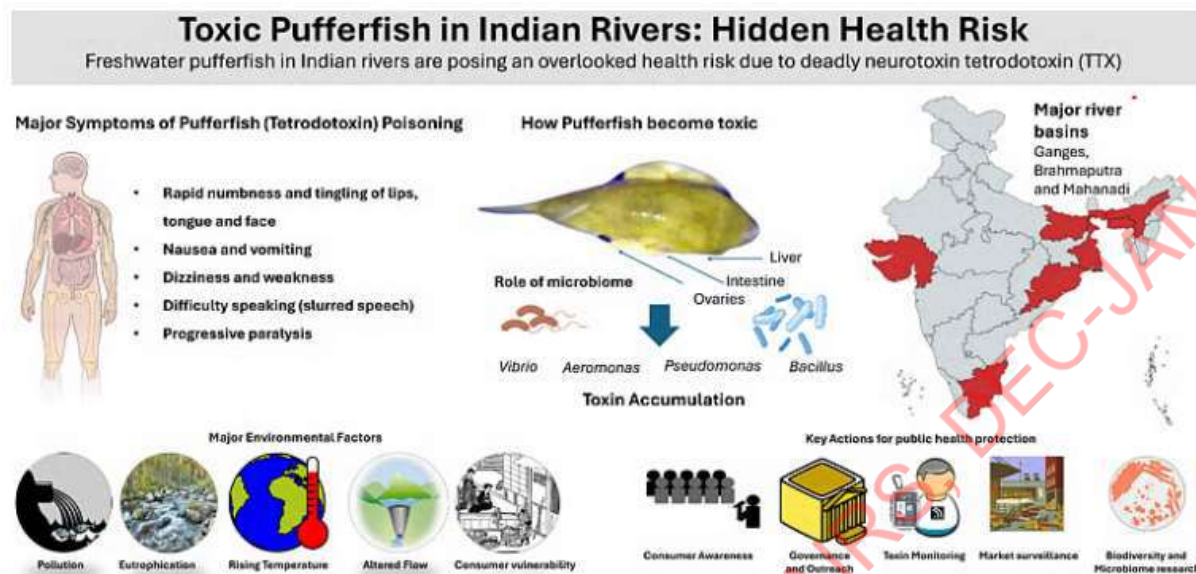 Toxic Pufferfish in Indian Rivers: Hidden Health Risk
Freshwater pufferfish in Indian rivers are posing an overlooked health risk due to deadly neurotoxin tetrodotoxin (TTX)
Major Symptoms of Pufferfish (Tetrodotoxin) Poisoning
• Rapid numbness and tingling of lips,
tongue and face
• Nausea and vomiting
• Dizziness and weakness
• Difficulty speaking (slurred speech)
• Progressive paralysis
How Pufferfish become toxic
Liver
Intestine
Ovaries
Role of microbiome
Vibrio
Aeromonas
Pseudomonas
Bacillus
Toxin Accumulation
Major river
basins
Ganges,
Brahmaputra
and Mahanadi
Major Environmental Factors
Pollution
Eutrophication
Rising Temperature
Altered Flow
Consumer vulnerability
Key Actions for public health protection
Consumer Awareness
Governance
and Outreach
Toxin Monitoring
Market surveillance
Biodiversity and
Microbiome research
IRS, DEC-JAN